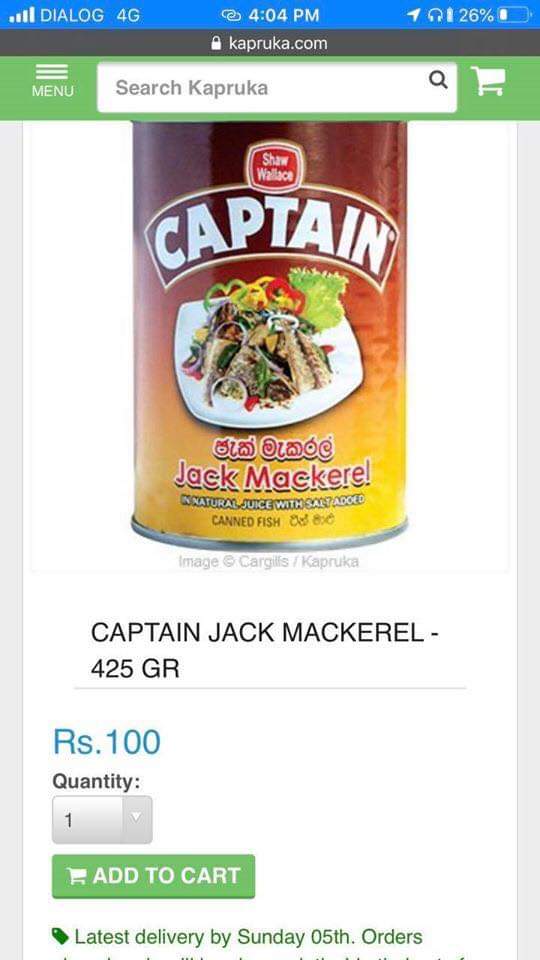 DIALOG 4G 4:04 PM 26%
kapruka.com
MENU
Search Kapruka
Shaw
Wallace
CAPTAIN
ජැක් මැකරල්
Jack Mackerel
IN NATURAL JUICE WITH SALT ADDED
CANNED FISH ටින් මාළු
Image © Cargills / Kapruka
CAPTAIN JACK MACKEREL -
425 GR
Rs.100
Quantity:
1
ADD TO CART
Latest delivery by Sunday 05th. Orders